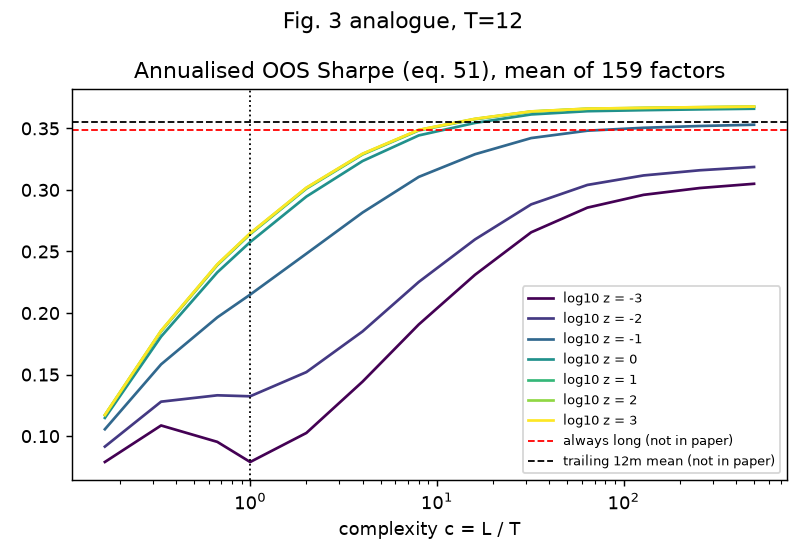 Fig. 3 analogue, T=12
Annualised OOS Sharpe (eq. 51), mean of 159 factors
0.35
0.30
0.25
0.20
0.15
0.10
10⁰
10¹
10²
complexity c = L / T
log10 z = -3
log10 z = -2
log10 z = -1
log10 z = 0
log10 z = 1
log10 z = 2
log10 z = 3
always long (not in paper)
trailing 12m mean (not in paper)